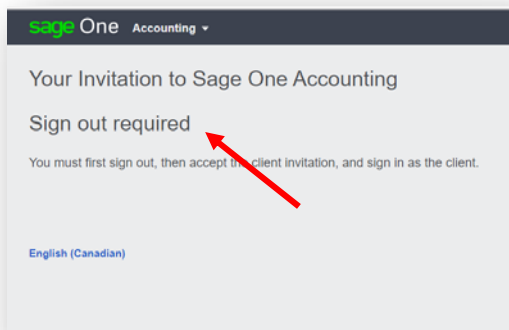 sage One Accounting
Your Invitation to Sage One Accounting
Sign out required
You must first sign out, then accept the client invitation, and sign in as the client.
English (Canadian)